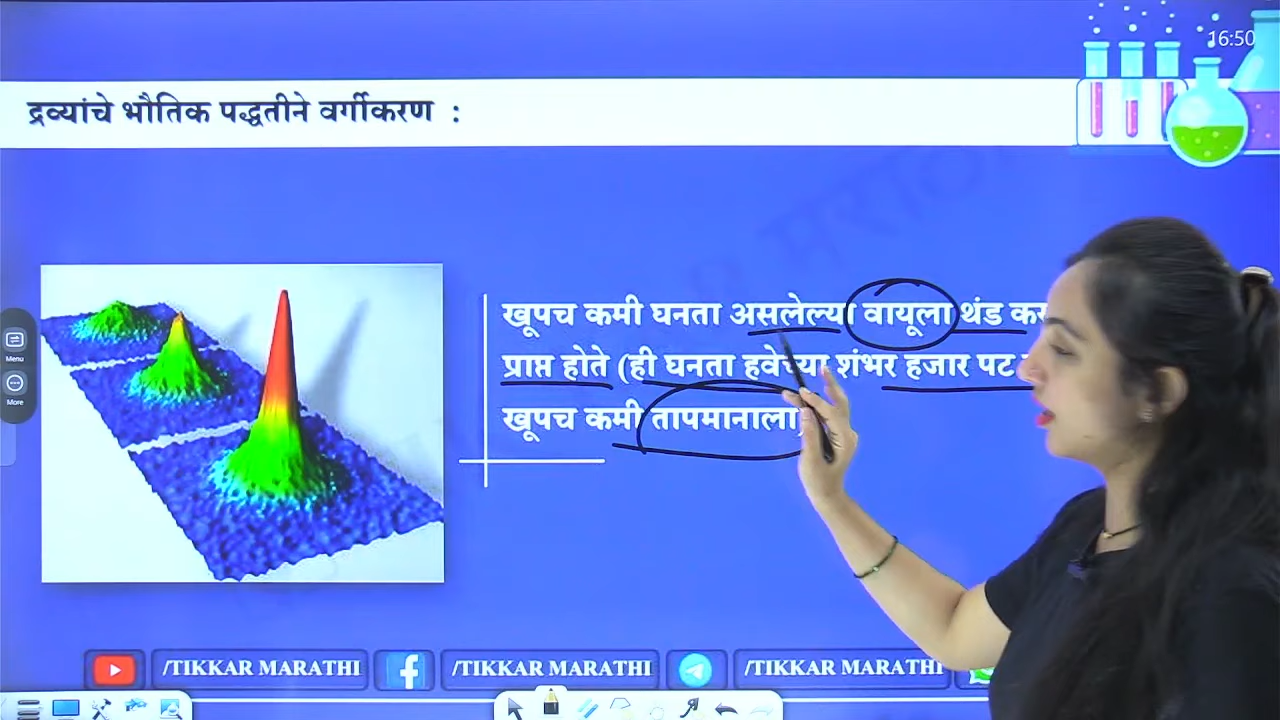 16:50
द्रव्यांचे भौतिक पद्धतीने वर्गीकरण :
खूपच कमी घनता असलेल्या वायूला थंड
प्राप्त होते (ही घनता हवेच्या शंभर हजार पट
खूपच कमी तापमानाला
Menu
More
/TIKKAR MARATHI
/TIKKAR MARATHI
/TIKKAR MARATHI